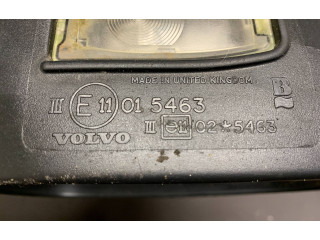 MADE IN UNITED KINGDOM
III E 11 01 5463
B
III e11 02*5463
VOLVO